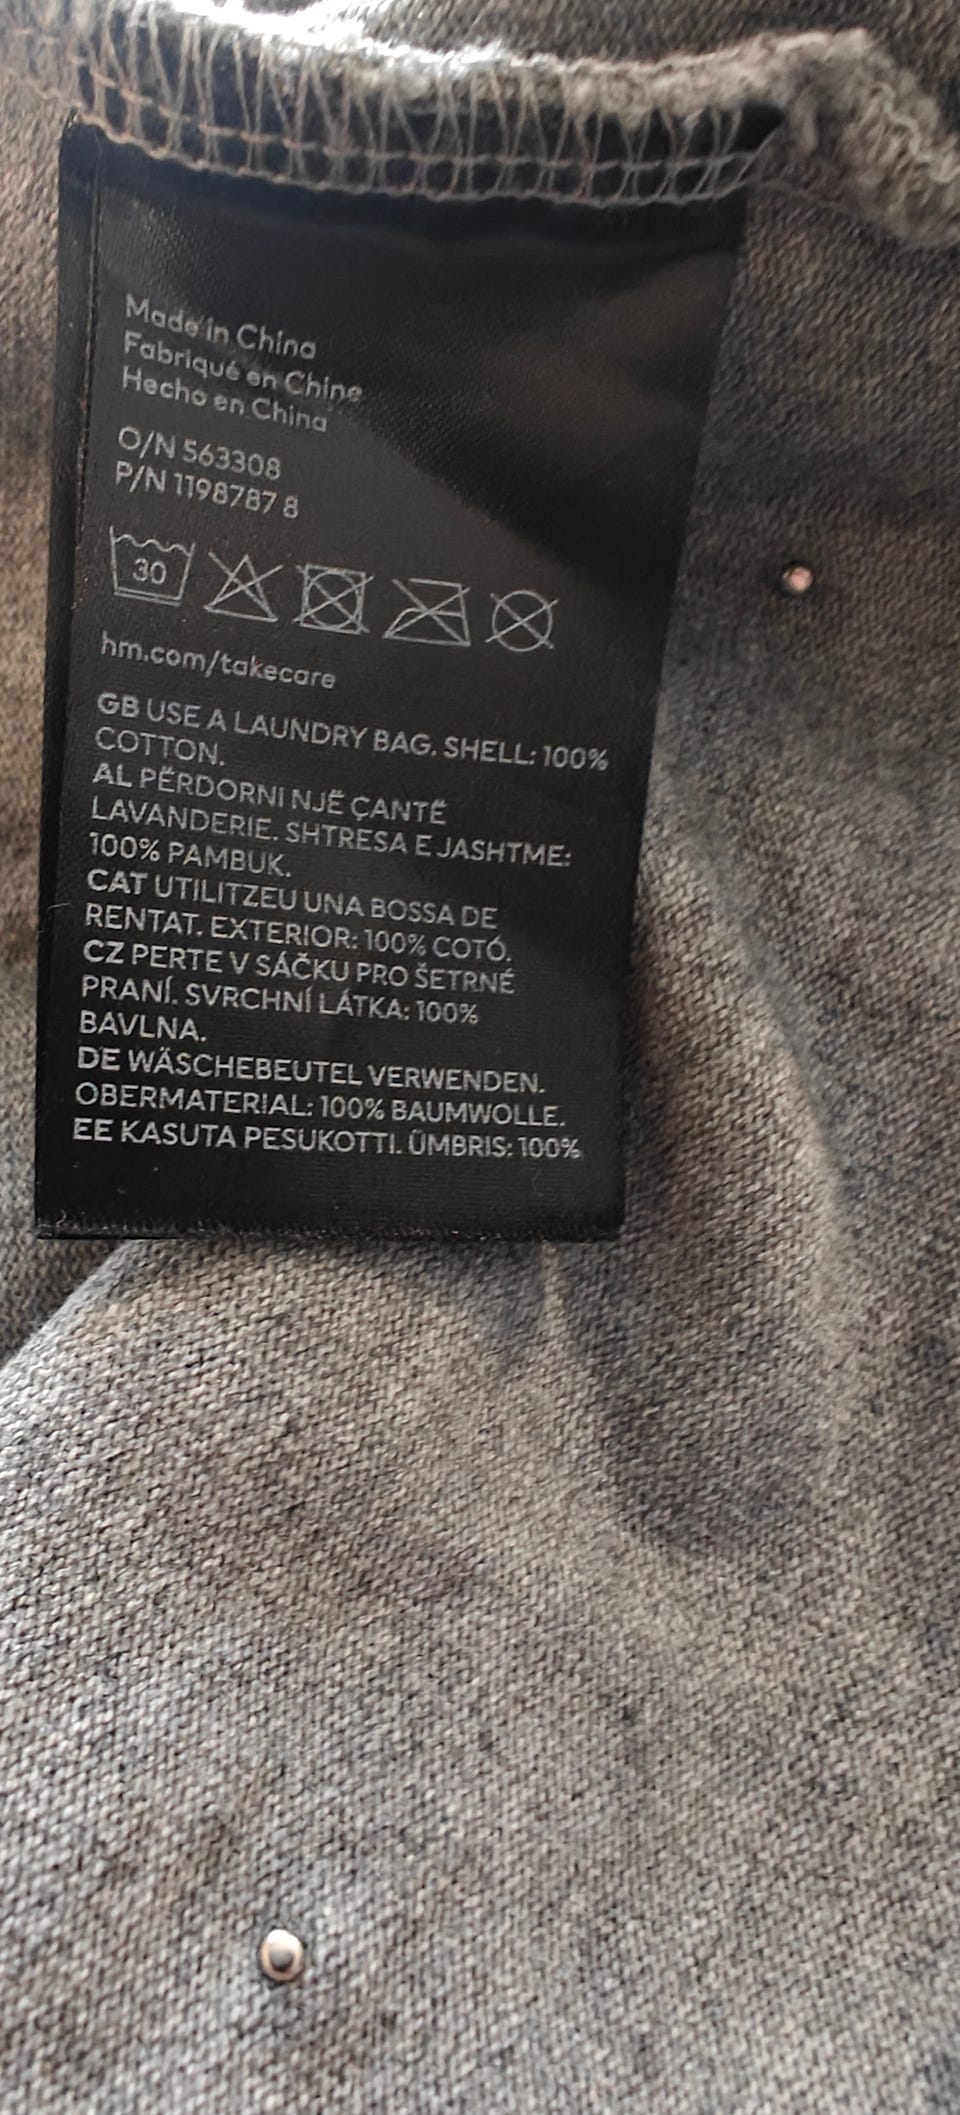 Made in China
Fabriqué en Chine
Hecho en China
O/N 563308
P/N 1198787 8
30
hm.com/takecare
GB USE A LAUNDRY BAG. SHELL: 100%
COTTON.
AL PËRDORNI NJË ÇANTË
LAVANDERIE. SHTRESA E JASHTME:
100% PAMBUK.
CAT UTILITZEU UNA BOSSA DE
RENTAT. EXTERIOR: 100% COTÓ.
CZ PERTE V SÁČKU PRO ŠETRNÉ
PRANÍ. SVRCHNÍ LÁTKA: 100%
BAVLNA.
DE WÄSCHEBEUTEL VERWENDEN.
OBERMATERIAL: 100% BAUMWOLLE.
EE KASUTA PESUKOTTI. ÜMBRIS: 100%